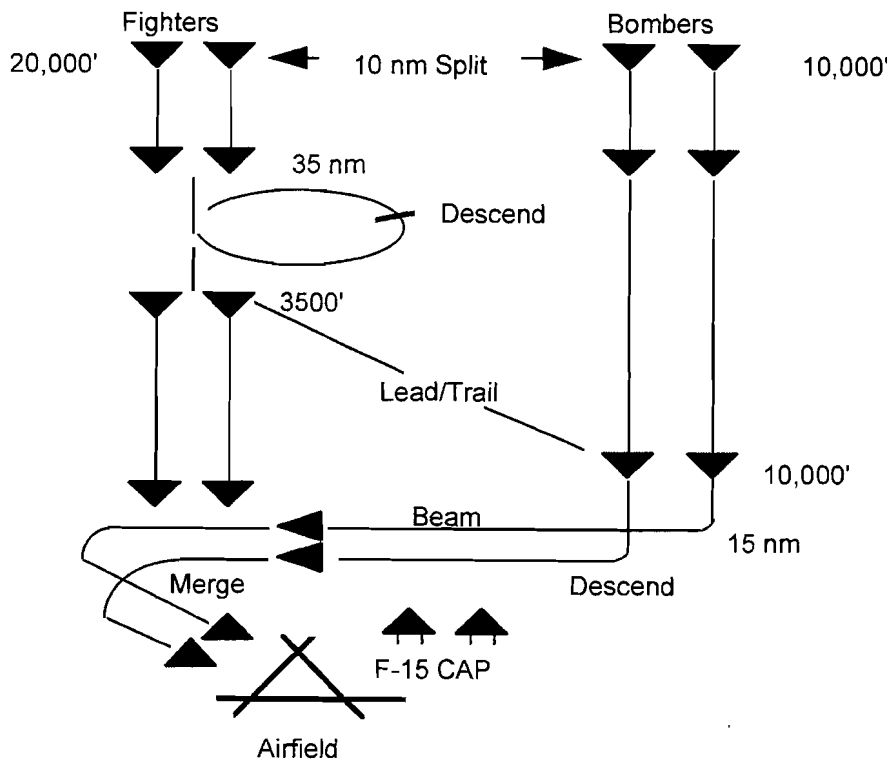 Fighters
Bombers
20,000'
10 nm Split
10,000'
35 nm
Descend
3500'
Lead/Trail
10,000'
Beam
15 nm
Merge
Descend
F-15 CAP
Airfield